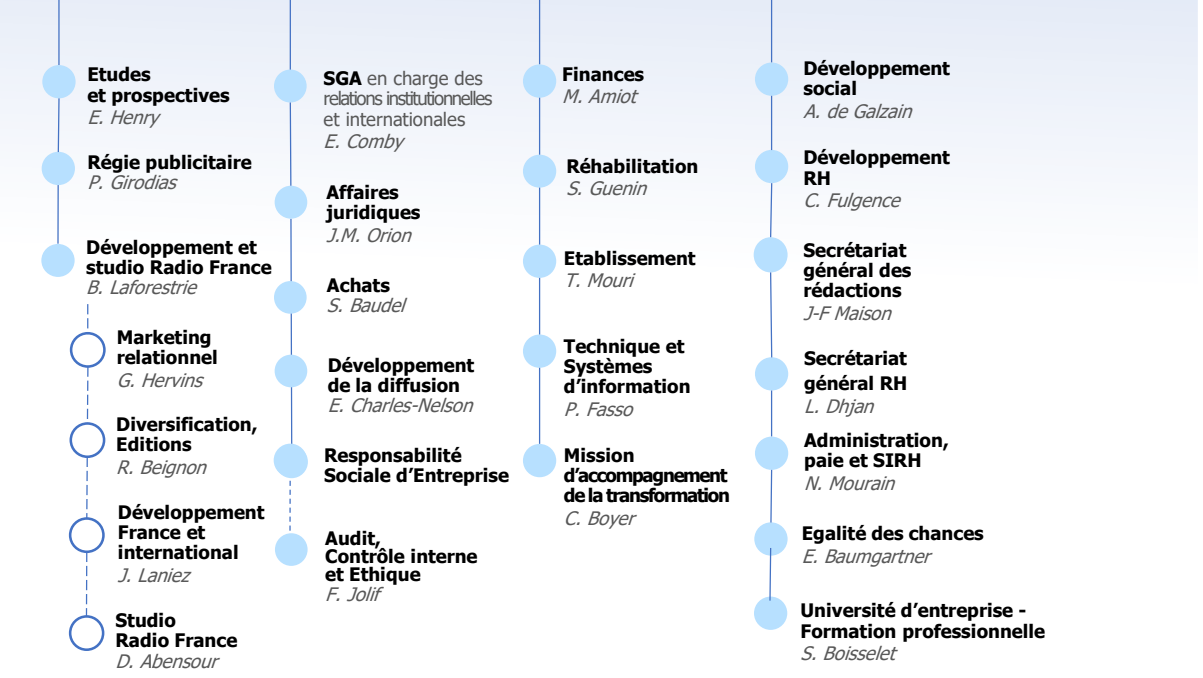 Etudes
et prospectives
E. Henry
Régie publicitaire
P. Girodias
Développement et
studio Radio France
B. Laforestrie
Marketing
relationnel
G. Hervins
Diversification,
Editions
R. Beignon
Développement
France et
international
J. Laniez
Studio
Radio France
D. Abensour
SGA en charge des
relations institutionnelles
et internationales
E. Comby
Affaires
juridiques
J.M. Orion
Achats
S. Baudel
Développement
de la diffusion
E. Charles-Nelson
Responsabilité
Sociale d’Entreprise
Audit,
Contrôle interne
et Ethique
F. Jolif
Finances
M. Amiot
Réhabilitation
S. Guenin
Etablissement
T. Mouri
Technique et
Systèmes
d’information
P. Fasso
Mission
d’accompagnement
de la transformation
C. Boyer
Développement
social
A. de Galzain
Développement
RH
C. Fulgence
Secrétariat
général des
rédactions
J-F Maison
Secrétariat
général RH
L. Dhjan
Administration,
paie et SIRH
N. Mourain
Egalité des chances
E. Baumgartner
Université d’entreprise -
Formation professionnelle
S. Boisselet